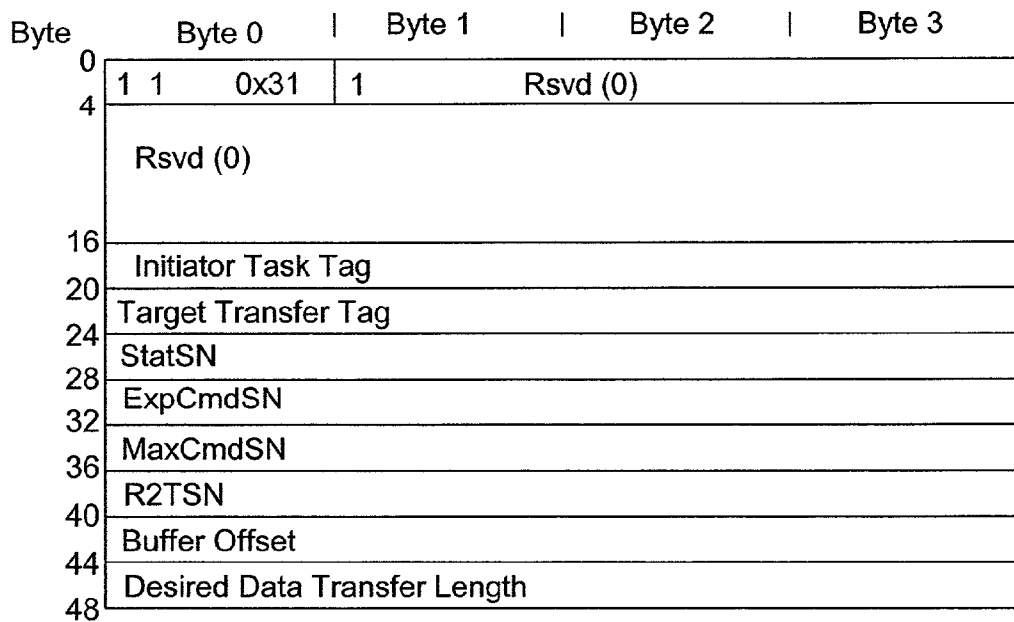 Byte Byte 0 | Byte 1 | Byte 2 | Byte 3
0
1 1 0x31 1 Rsvd (0)
4
Rsvd (0)
16
Initiator Task Tag
20
Target Transfer Tag
24
StatSN
28
ExpCmdSN
32
MaxCmdSN
36
R2TSN
40
Buffer Offset
44
Desired Data Transfer Length
48